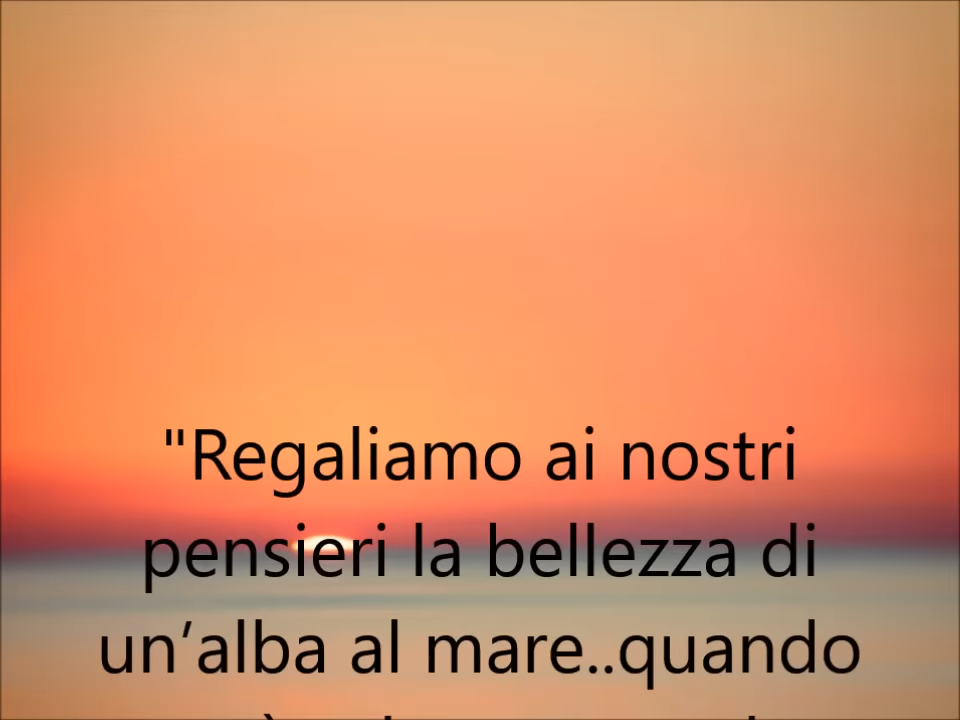 "Regaliamo ai nostri
pensieri la bellezza di
un’alba al mare..quando